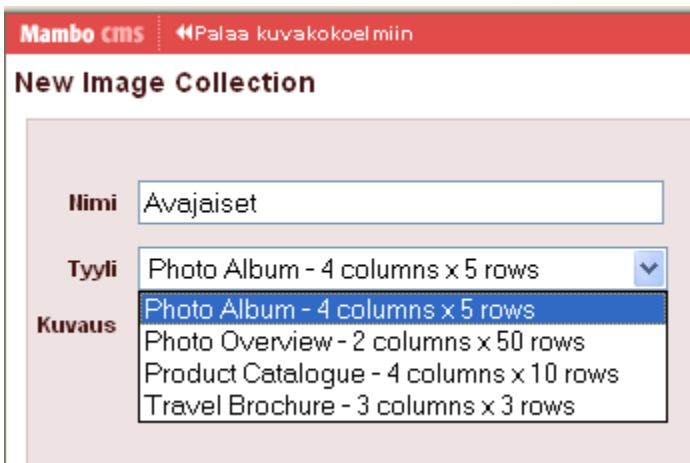 Mambo cms ⏪Palaa kuvakokoelmiin
New Image Collection
Nimi Avajaiset
Tyyli Photo Album - 4 columns x 5 rows
Kuvaus Photo Album - 4 columns x 5 rows
Photo Overview - 2 columns x 50 rows
Product Catalogue - 4 columns x 10 rows
Travel Brochure - 3 columns x 3 rows